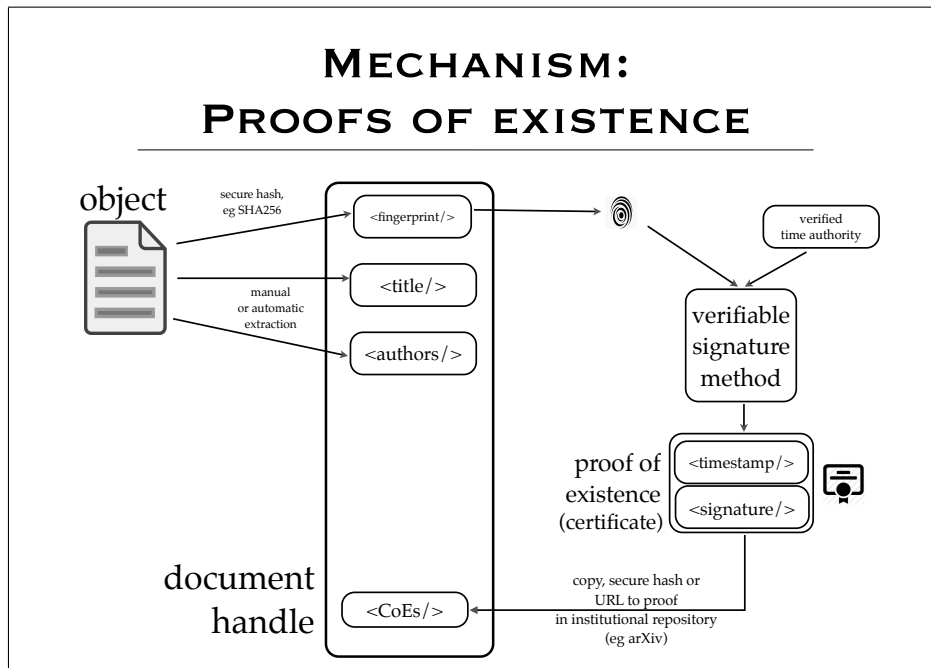 MECHANISM:
PROOFS OF EXISTENCE
object
secure hash,
eg SHA256
<fingerprint/>
verified
time authority
<title/>
manual
or automatic
extraction
<authors/>
verifiable
signature
method
proof of
existence
(certificate)
<timestamp/>
<signature/>
document
handle
<CoEs/>
copy, secure hash or
URL to proof
in institutional repository
(eg arXiv)